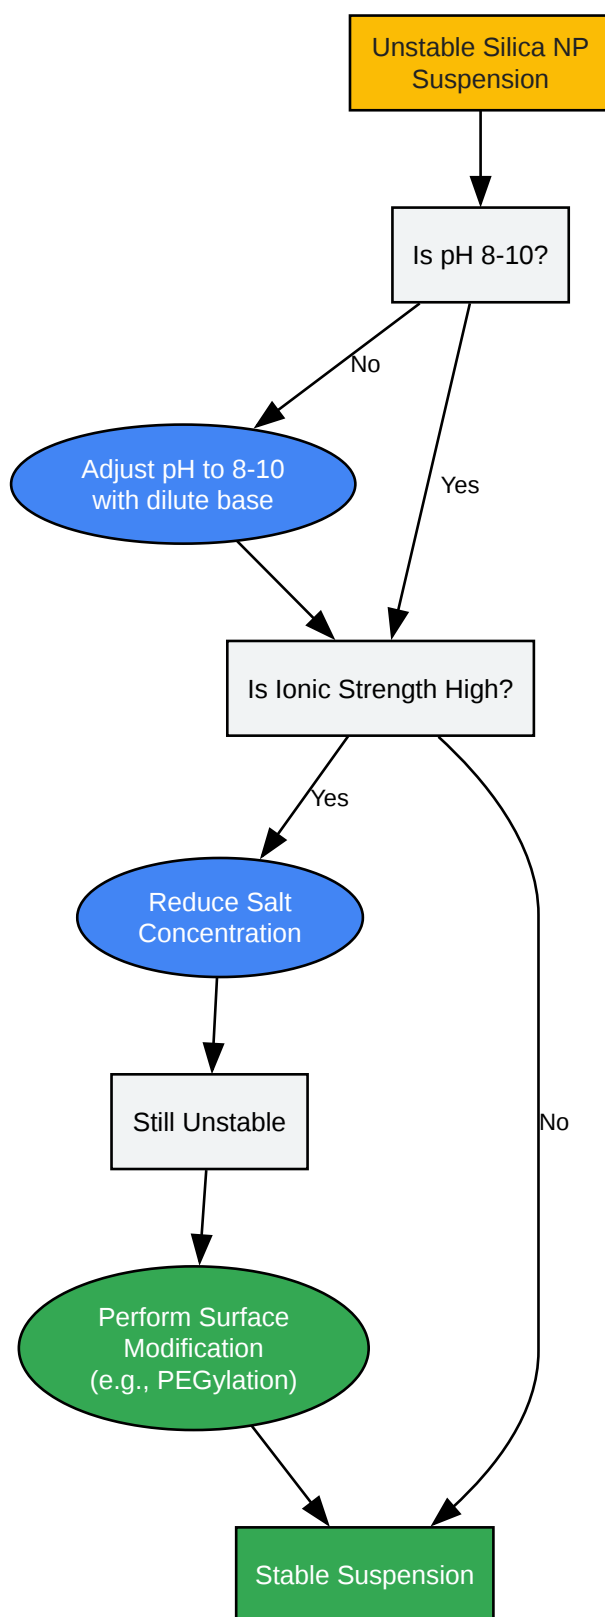 Unstable Silica NP
Suspension
Is pH 8-10?
No
Yes
Adjust pH to 8-10
with dilute base
Is Ionic Strength High?
Yes
Reduce Salt
Concentration
Still Unstable
No
Perform Surface
Modification
(e.g., PEGylation)
Stable Suspension